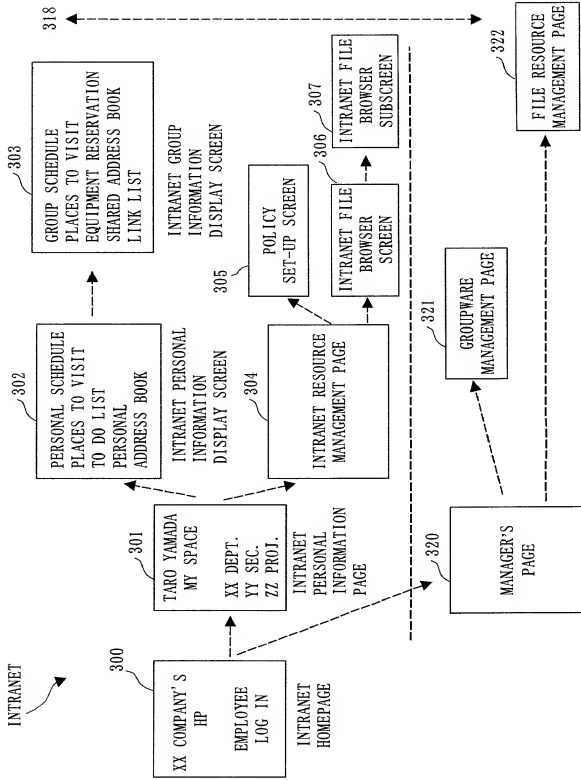 INTRANET
300
XX COMPANY'S
HP
EMPLOYEE
LOG IN
INTRANET
HOMEPAGE
301
TARO YAMADA
MY SPACE
XX DEPT.
YY SEC.
ZZ PROJ.
INTRANET
PERSONAL
INFORMATION
PAGE
302
PERSONAL SCHEDULE
PLACES TO VISIT
TO DO LIST
PERSONAL
ADDRESS BOOK
INTRANET PERSONAL
INFORMATION
DISPLAY SCREEN
303
GROUP SCHEDULE
PLACES TO VISIT
EQUIPMENT RESERVATION
SHARED ADDRESS BOOK
LINK LIST
INTRANET GROUP
INFORMATION
DISPLAY SCREEN
304
INTRANET RESOURCE
MANAGEMENT PAGE
305
POLICY
SET-UP SCREEN
306
INTRANET FILE
BROWSER
SCREEN
307
INTRANET FILE
BROWSER
SUBSCREEN
318
320
MANAGER'S
PAGE
321
GROUPWARE
MANAGEMENT PAGE
322
FILE RESOURCE
MANAGEMENT PAGE